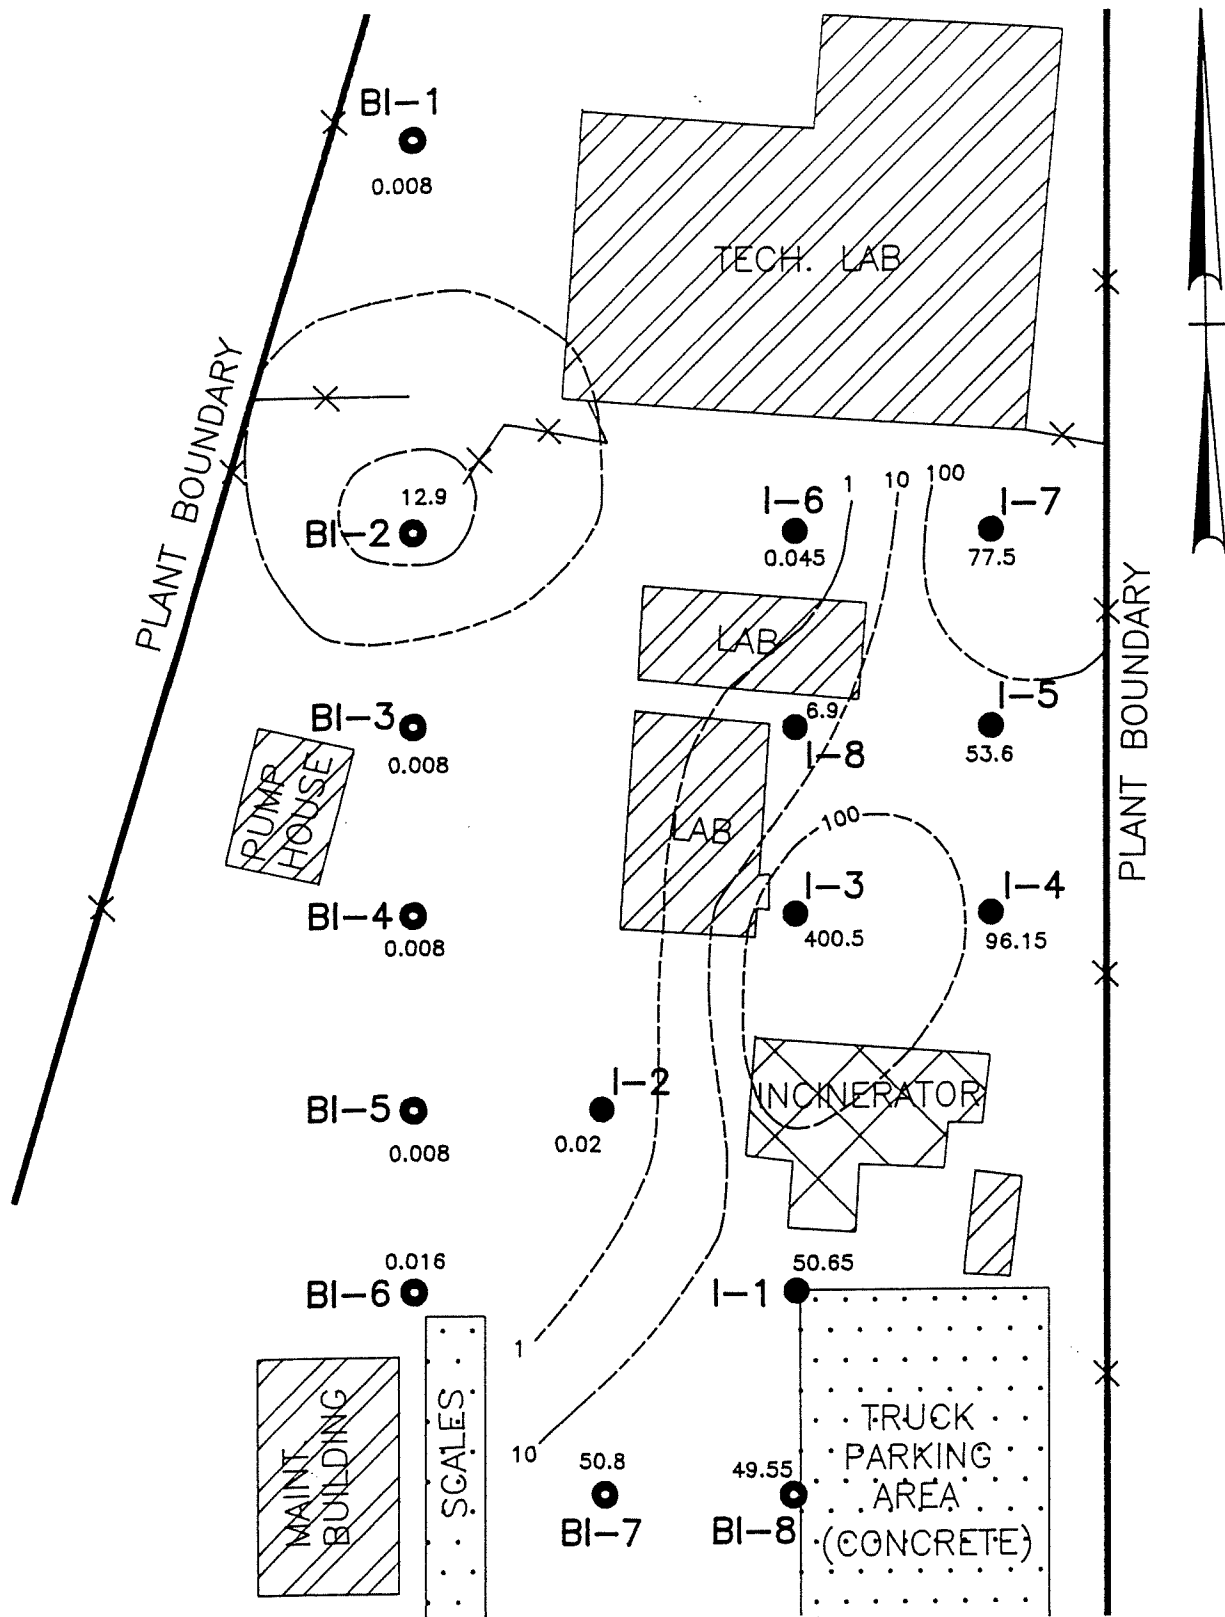 BI-1
0.008
TECH. LAB
PLANT BOUNDARY
12.9
BI-2
I-6
0.045
1
10
100
I-7
77.5
LAB
PLANT BOUNDARY
BI-3
0.008
6.9
I-8
I-5
53.6
PUMP
HOUSE
LAB
100
BI-4
0.008
I-3
400.5
I-4
96.15
BI-5
0.008
I-2
0.02
INCINERATOR
0.016
BI-6
50.65
I-1
1
10
MAINT.
BUILDING
SCALES
50.8
BI-7
49.55
BI-8
TRUCK
PARKING
AREA
(CONCRETE)